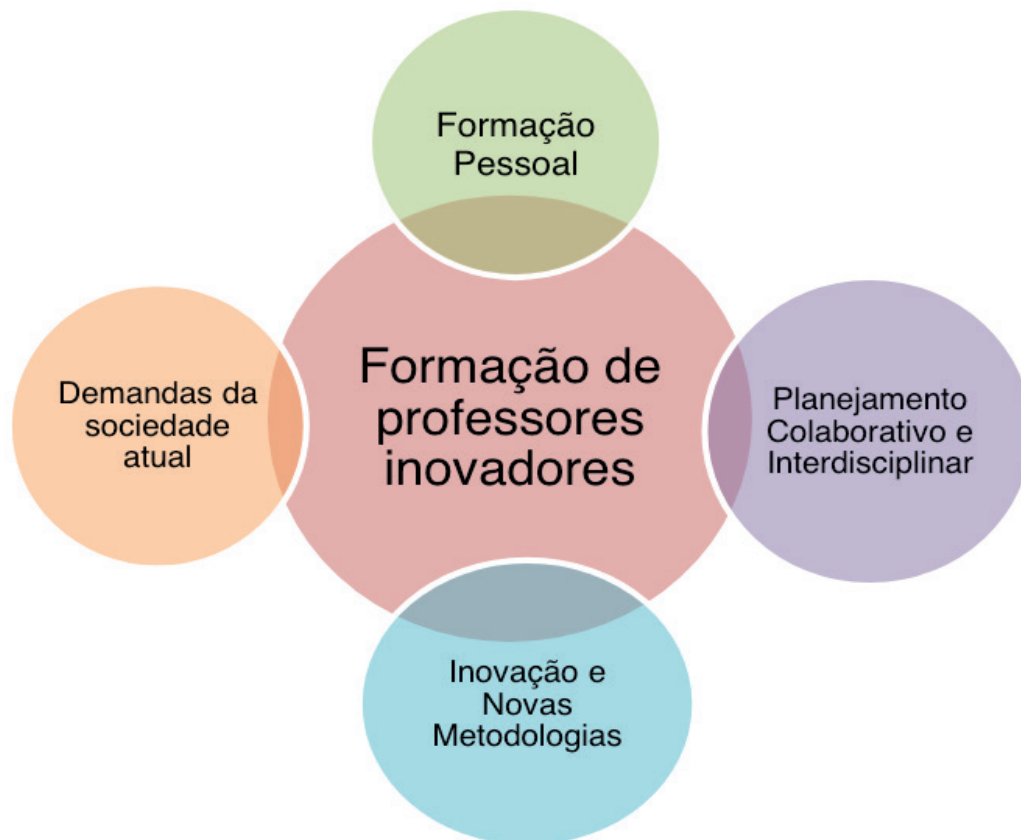 Formação
Pessoal
Formação de
professores
inovadores
Demandas da
sociedade
atual
Planejamento
Colaborativo e
Interdisciplinar
Inovação e
Novas
Metodologias